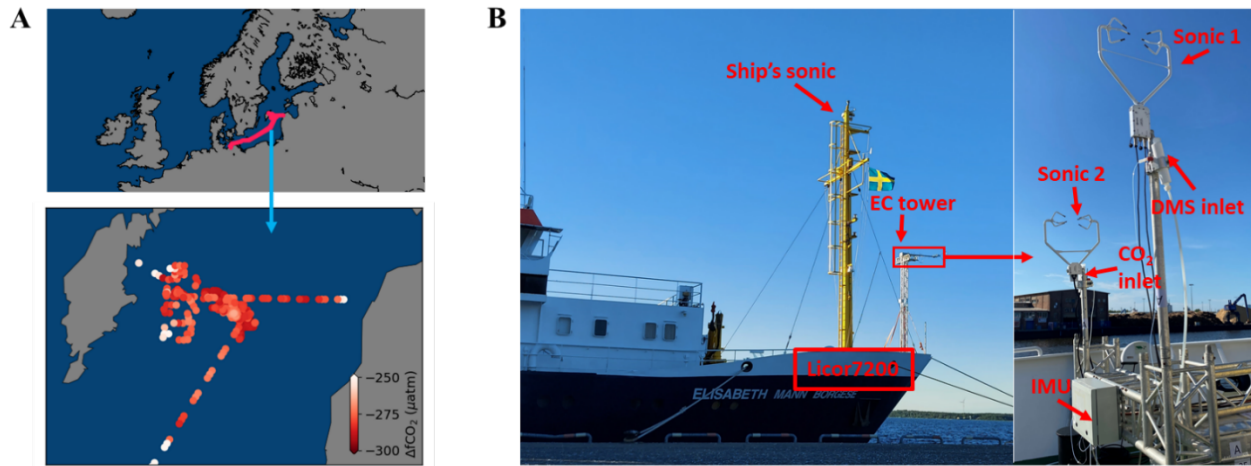 A
−250
−275
−300
ΔfCO₂ (µatm)
B
Ship's sonic
EC tower
Licor7200
ELISABETH MANN BORGESE
Sonic 1
Sonic 2
DMS inlet
CO₂
inlet
IMU
A